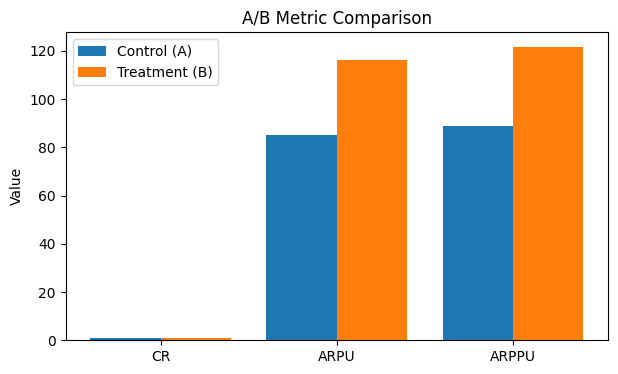 A/B Metric Comparison
Control (A)
Treatment (B)
Value
120
100
80
60
40
20
0
CR ARPU ARPPU